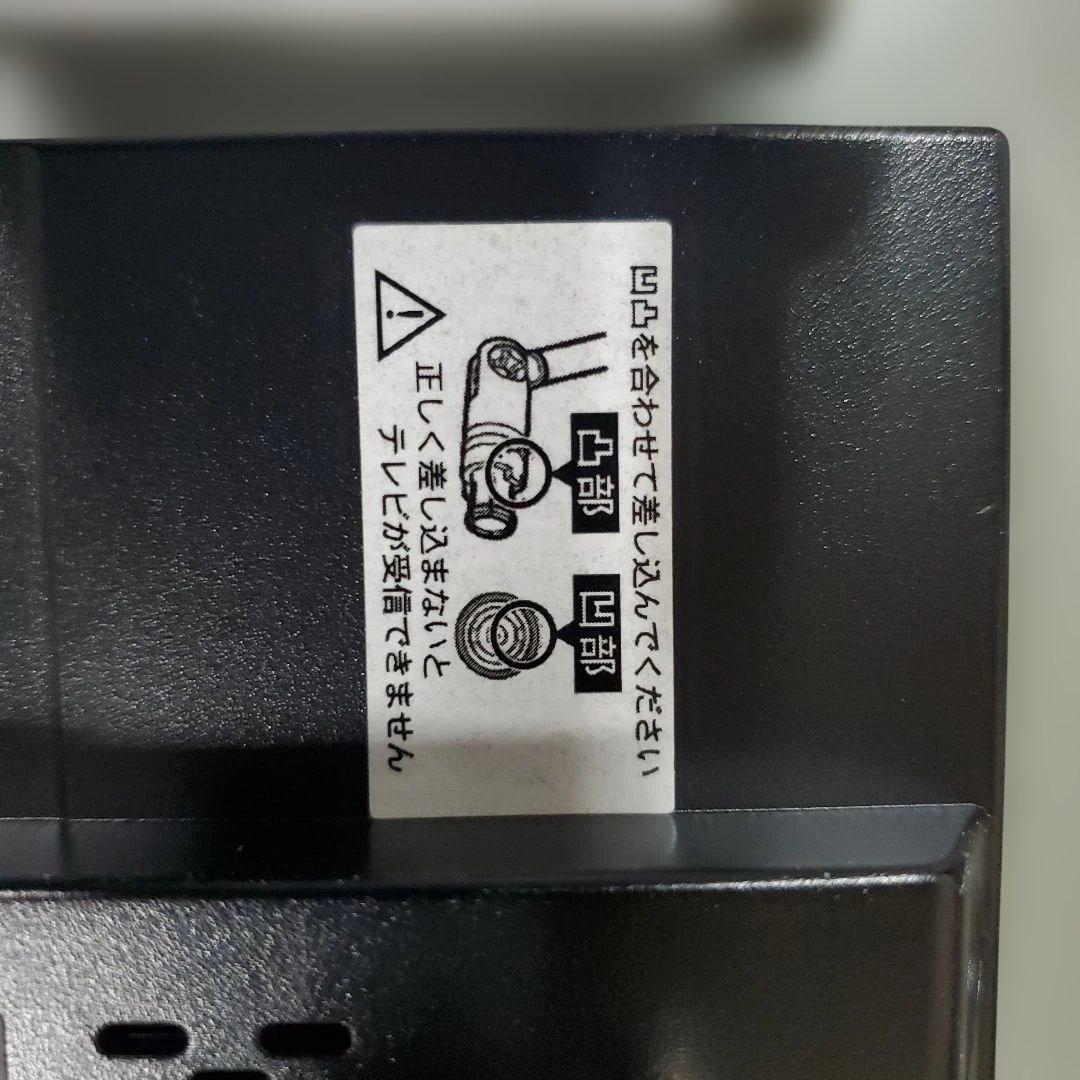 凹凸を合わせて差し込んでください
凸部
凹部
正しく差し込まないと
テレビが受信できません